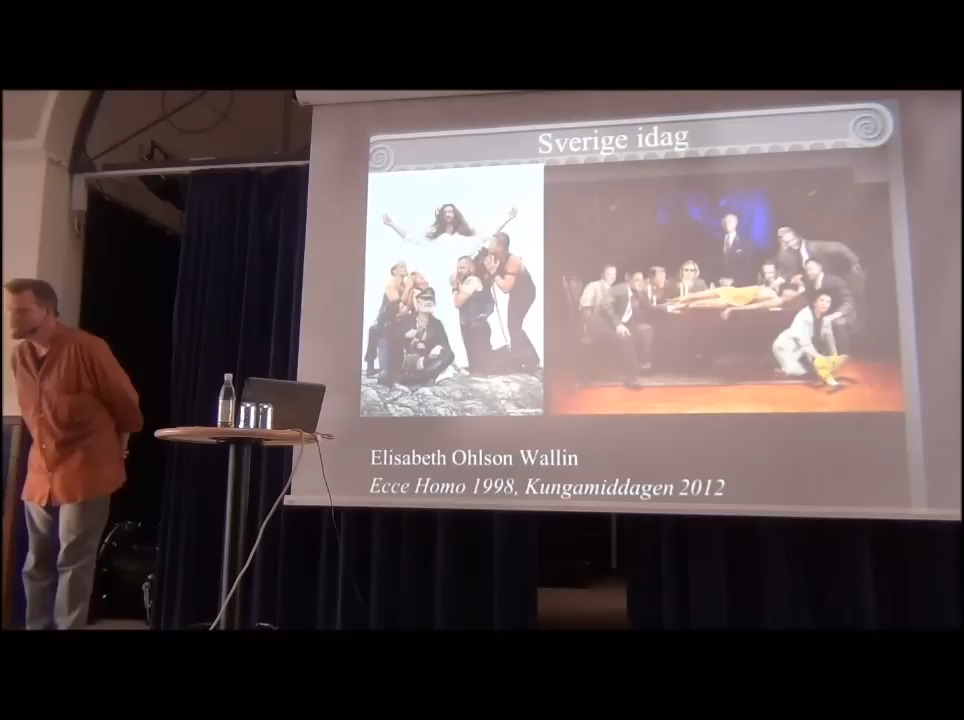 Sverige idag
Elisabeth Ohlson Wallin
Ecce Homo 1998, Kungamiddagen 2012